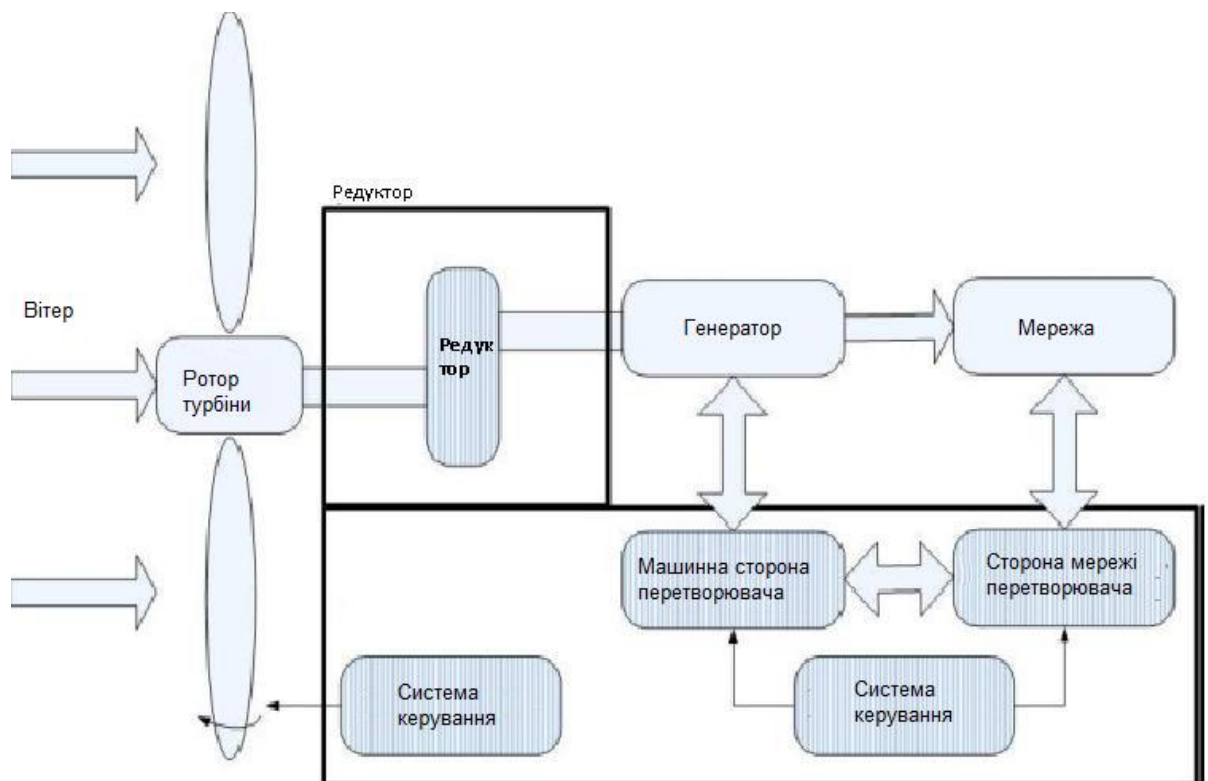 Редуктор
Вітер
Ротор
турбіни
Редук
тор
Генератор
Мережа
Машинна сторона
перетворювача
Сторона мережі
перетворювача
Система
керування
Система
керування